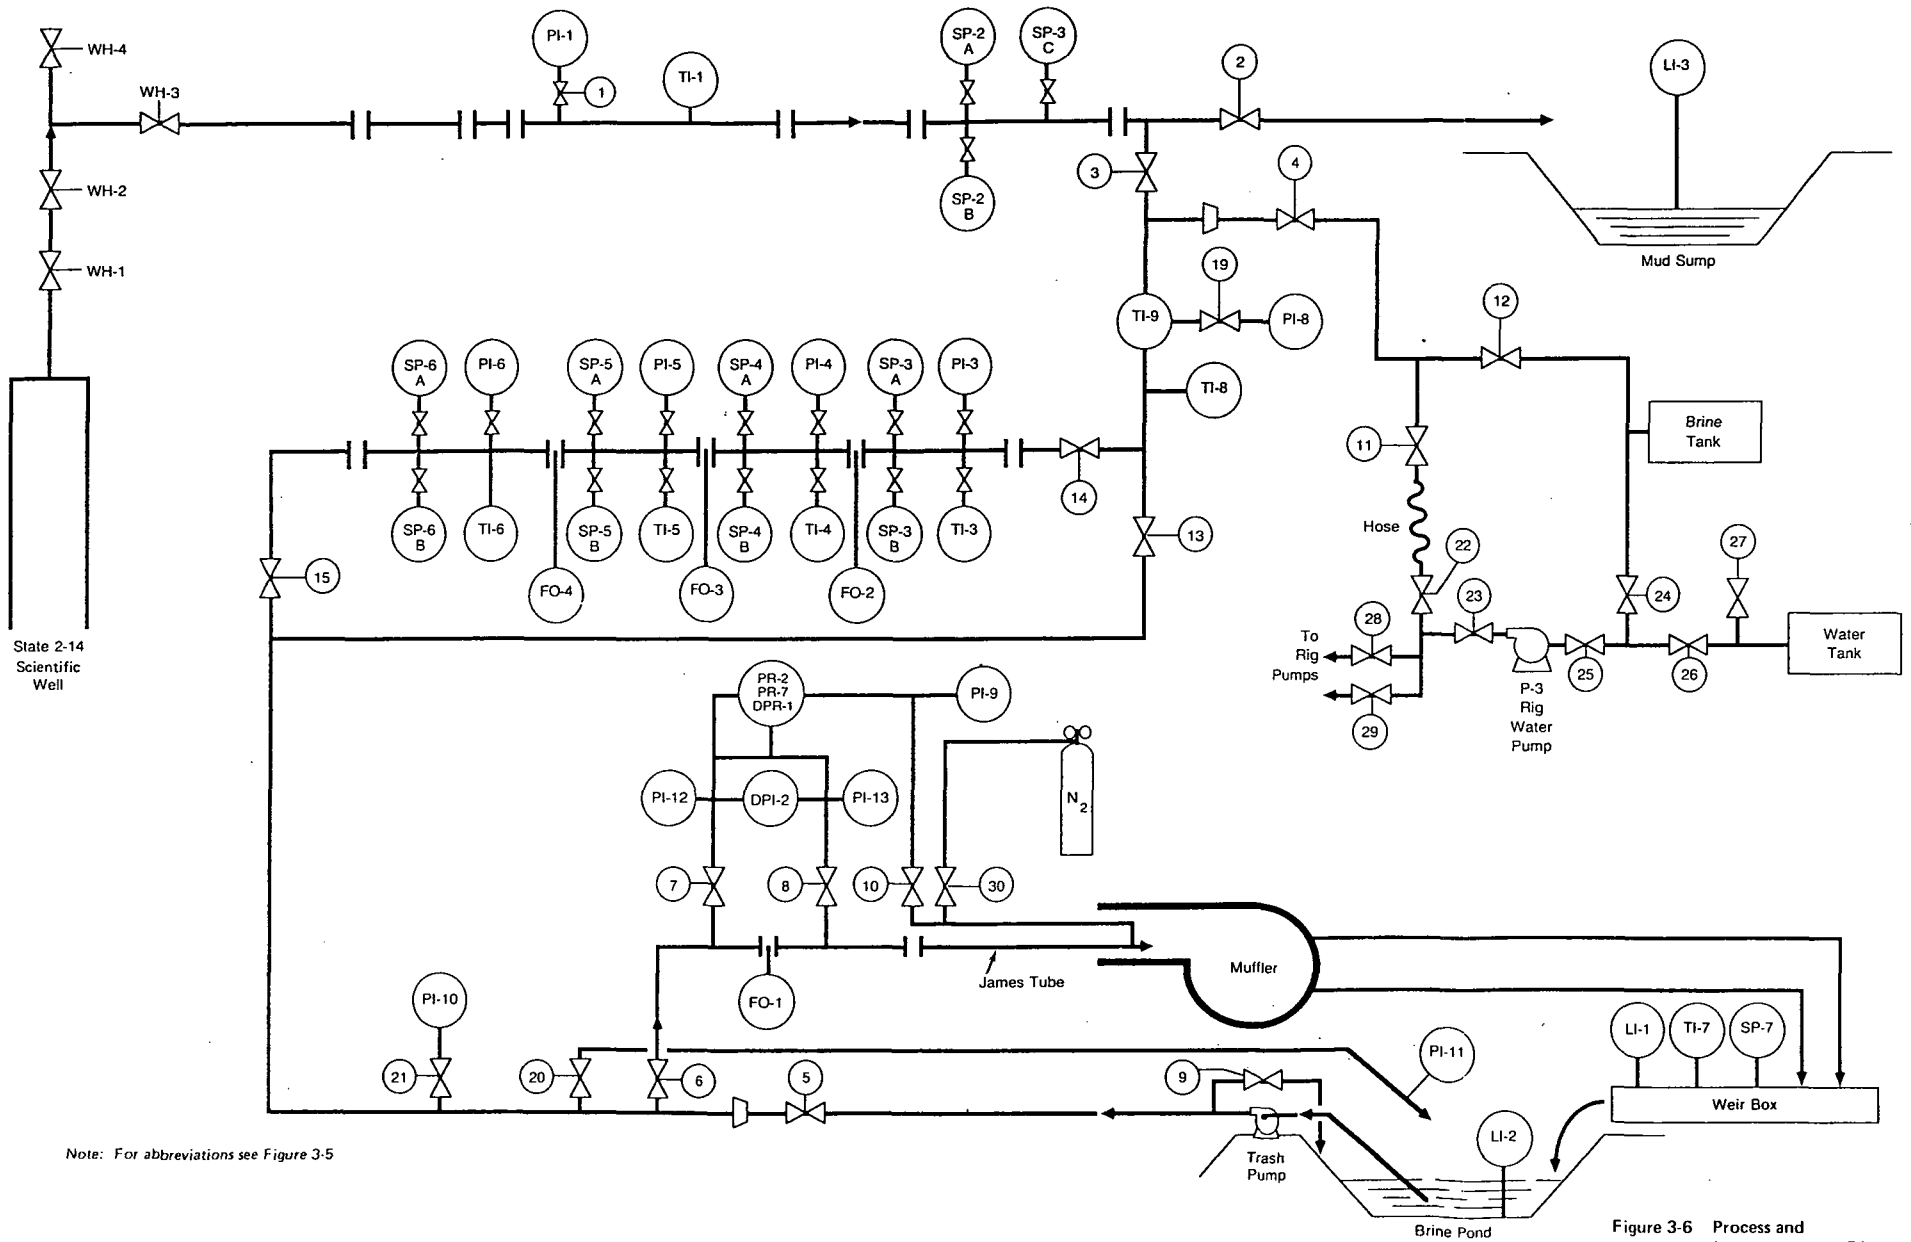 WH-4
PI-1
1
TI-1
SP-2
A
SP-3
C
2
LI-3
WH-3
WH-2
SP-2
B
3
4
WH-1
Mud Sump
19
TI-9
PI-8
12
SP-6
A
PI-6
SP-5
A
PI-5
SP-4
A
PI-4
SP-3
A
PI-3
TI-8
Brine
Tank
11
14
Hose
SP-6
B
TI-6
SP-5
B
TI-5
SP-4
B
TI-4
SP-3
B
TI-3
13
22
27
15
FO-4
FO-3
FO-2
23
24
State 2-14
Scientific
Well
To
Rig
Pumps
28
29
P-3
Rig
Water
Pump
25
26
Water
Tank
PR-2
PR-7
DPR-1
PI-9
PI-12
DPI-2
PI-13
N2
7
8
10
30
FO-1
James Tube
Muffler
PI-10
21
20
6
5
9
PI-11
LI-1
TI-7
SP-7
Weir Box
Trash
Pump
LI-2
Brine Pond
Note: For abbreviations see Figure 3-5
Figure 3-6 Process and